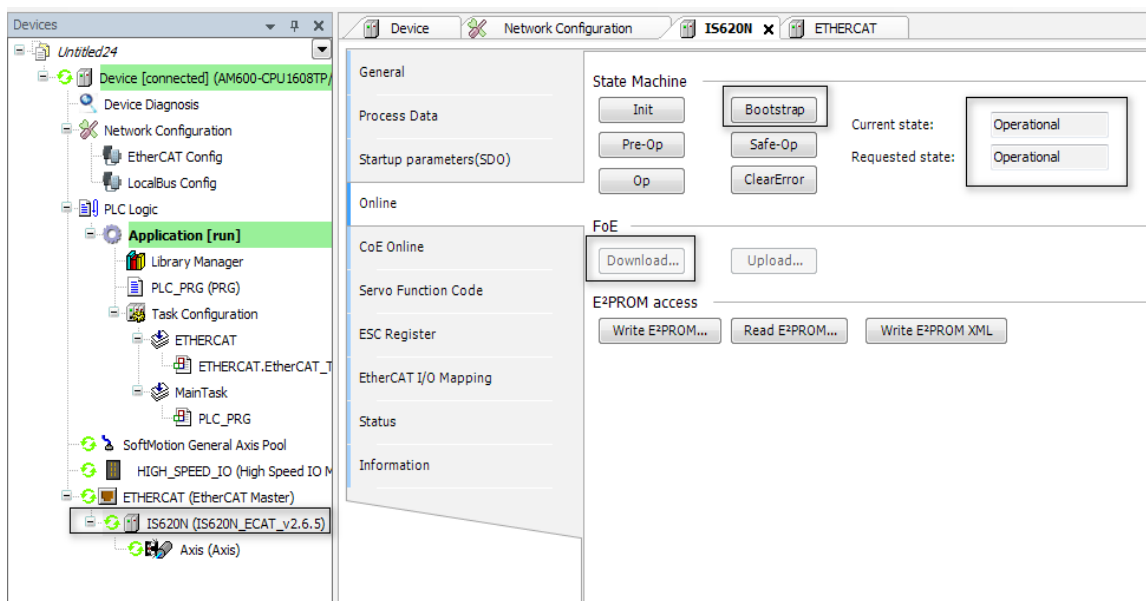 Devices
Untitled24
Device [connected] (AM600-CPU1608TP/
Device Diagnosis
Network Configuration
EtherCAT Config
LocalBus Config
PLC Logic
Application [run]
Library Manager
PLC_PRG (PRG)
Task Configuration
ETHERCAT
ETHERCAT.EtherCAT_T
MainTask
PLC_PRG
SoftMotion General Axis Pool
HIGH_SPEED_IO (High Speed IO M
ETHERCAT (EtherCAT Master)
IS620N (IS620N_ECAT_v2.6.5)
Axis (Axis)
Device Network Configuration IS620N ETHERCAT
General
Process Data
Startup parameters(SDO)
Online
CoE Online
Servo Function Code
ESC Register
EtherCAT I/O Mapping
Status
Information
State Machine
Init Bootstrap
Current state: Operational
Pre-Op Safe-Op
Requested state: Operational
Op ClearError
FoE
Download... Upload...
E²PROM access
Write E²PROM... Read E²PROM... Write E²PROM XML